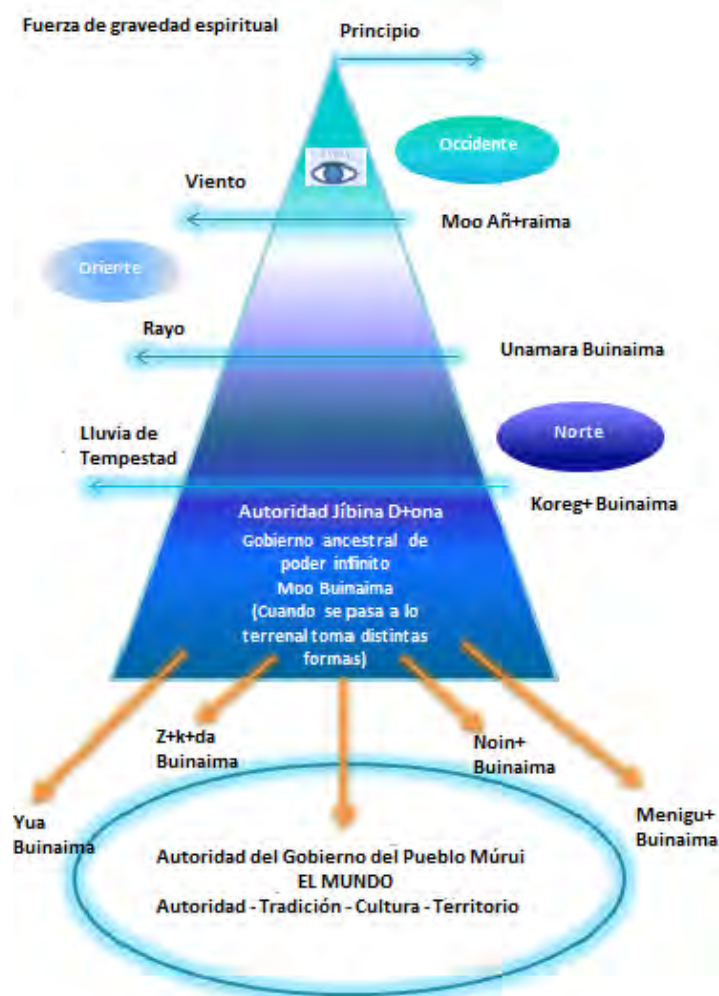 Fuerza de gravedad espiritual
Principio
Occidente
Viento
Moo Añ+raima
Oriente
Rayo
Unamara Buinaima
Lluvia de
Tempestad
Norte
Koreg+ Buinaima
Autoridad Jíbina D+ona
Gobierno ancestral de
poder infinito
Moo Buinaima
(Cuando se pasa a lo
terrenal toma distintas
formas)
Z+k+da
Buinaima
Noin+
Buinaima
Yua
Buinaima
Menigu+
Buinaima
Autoridad del Gobierno del Pueblo Múrui
EL MUNDO
Autoridad - Tradición - Cultura - Territorio